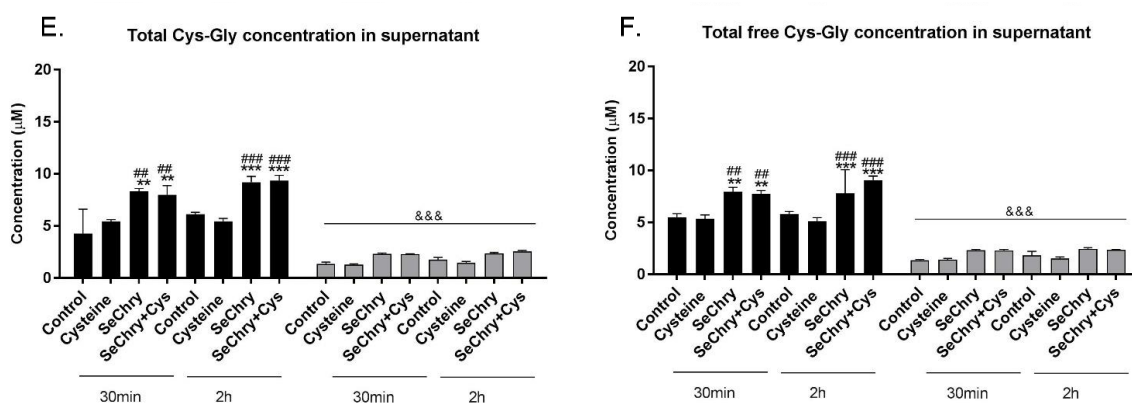 E.
Total Cys-Gly concentration in supernatant
Concentration (µM)
20
15
10
5
0
##
**
##
**
###
***
###
***
&&&
Control
Cysteine
SeChry
SeChry+Cys
Control
Cysteine
SeChry
SeChry+Cys
Control
Cysteine
SeChry
SeChry+Cys
Control
Cysteine
SeChry
SeChry+Cys
30min
2h
30min
2h
F.
Total free Cys-Gly concentration in supernatant
Concentration (µM)
20
15
10
5
0
##
**
##
**
###
***
###
***
&&&
Control
Cysteine
SeChry
SeChry+Cys
Control
Cysteine
SeChry
SeChry+Cys
Control
Cysteine
SeChry
SeChry+Cys
Control
Cysteine
SeChry
SeChry+Cys
30min
2h
30min
2h